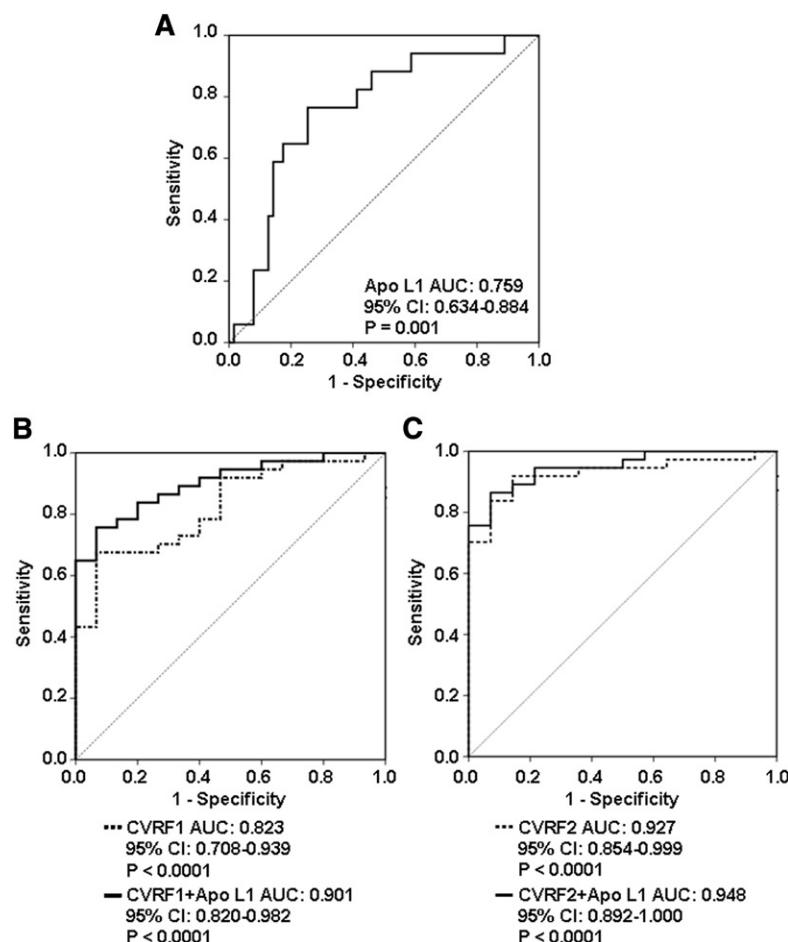 A
1.0
0.8
0.6
0.4
0.2
0.0
Sensitivity
Apo L1 AUC: 0.759
95% CI: 0.634-0.884
P = 0.001
0.0 0.2 0.4 0.6 0.8 1.0
1 - Specificity
B
1.0
0.8
0.6
0.4
0.2
0.0
Sensitivity
0.0 0.2 0.4 0.6 0.8 1.0
1 - Specificity
CVRF1 AUC: 0.823
95% CI: 0.708-0.939
P < 0.0001
CVRF1+Apo L1 AUC: 0.901
95% CI: 0.820-0.982
P < 0.0001
C
1.0
0.8
0.6
0.4
0.2
0.0
Sensitivity
0.0 0.2 0.4 0.6 0.8 1.0
1 - Specificity
CVRF2 AUC: 0.927
95% CI: 0.854-0.999
P < 0.0001
CVRF2+Apo L1 AUC: 0.948
95% CI: 0.892-1.000
P < 0.0001